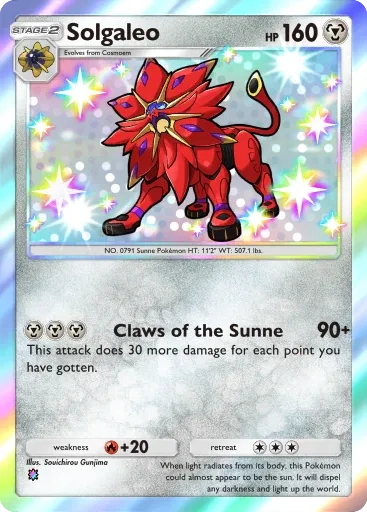 STAGE 2 Solgaleo HP 160
Evolves from Cosmoem
NO. 0791 Sunne Pokémon HT: 11'2" WT: 507.1 lbs.
Claws of the Sunne 90+
This attack does 30 more damage for each point you
have gotten.
weakness +20 retreat
Illus. Souichirou Gunjima
When light radiates from its body, this Pokémon
could almost appear to be the sun. It will dispel
any darkness and light up the world.